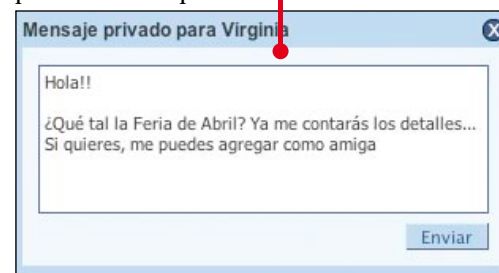 Mensaje privado para Virginia
X
Hola!!
¿Qué tal la Feria de Abril? Ya me contarás los detalles...
Si quieres, me puedes agregar como amiga
Enviar